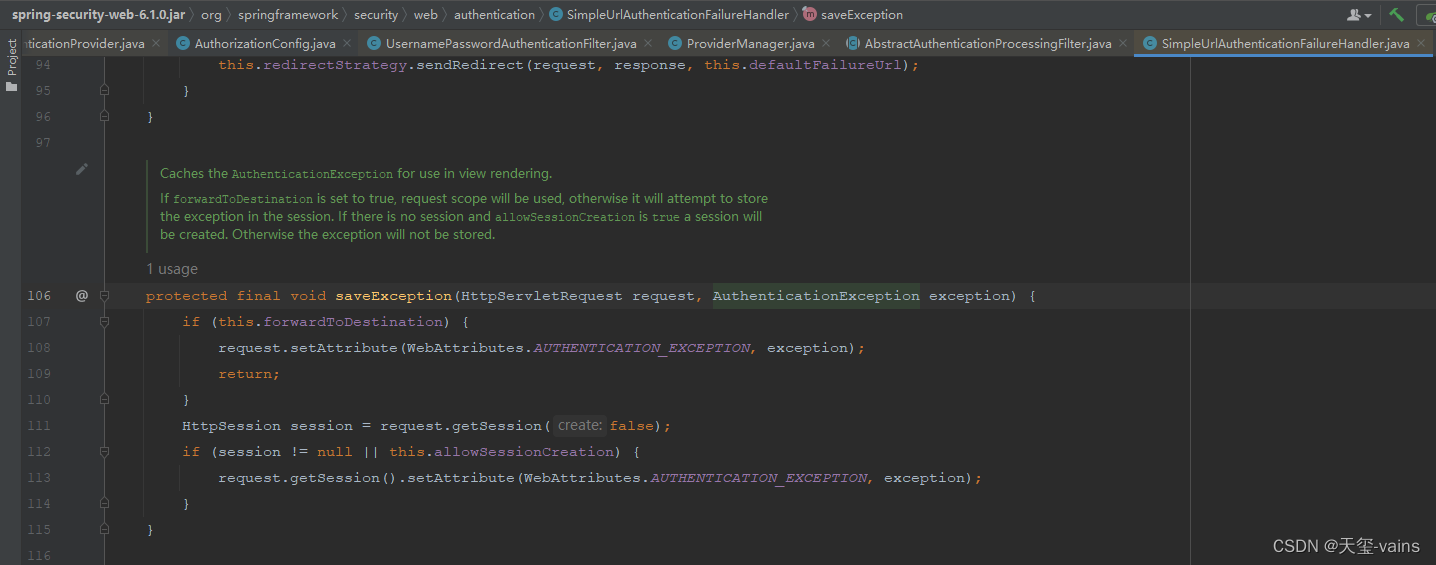 spring-security-web-6.1.0.jar › org › springframework › security › web › authentication › SimpleUrlAuthenticationFailureHandler › saveException
nticationProvider.java AuthorizationConfig.java UsernamePasswordAuthenticationFilter.java ProviderManager.java AbstractAuthenticationProcessingFilter.java SimpleUrlAuthenticationFailureHandler.java
Project
94 this.redirectStrategy.sendRedirect(request, response, this.defaultFailureUrl);
95 }
96 }
97
Caches the AuthenticationException for use in view rendering.
If forwardToDestination is set to true, request scope will be used, otherwise it will attempt to store
the exception in the session. If there is no session and allowSessionCreation is true a session will
be created. Otherwise the exception will not be stored.
1 usage
106 @ protected final void saveException(HttpServletRequest request, AuthenticationException exception) {
107 if (this.forwardToDestination) {
108 request.setAttribute(WebAttributes.AUTHENTICATION_EXCEPTION, exception);
109 return;
110 }
111 HttpSession session = request.getSession( create: false);
112 if (session != null || this.allowSessionCreation) {
113 request.getSession().setAttribute(WebAttributes.AUTHENTICATION_EXCEPTION, exception);
114 }
115 }
116
CSDN @天玺-vains